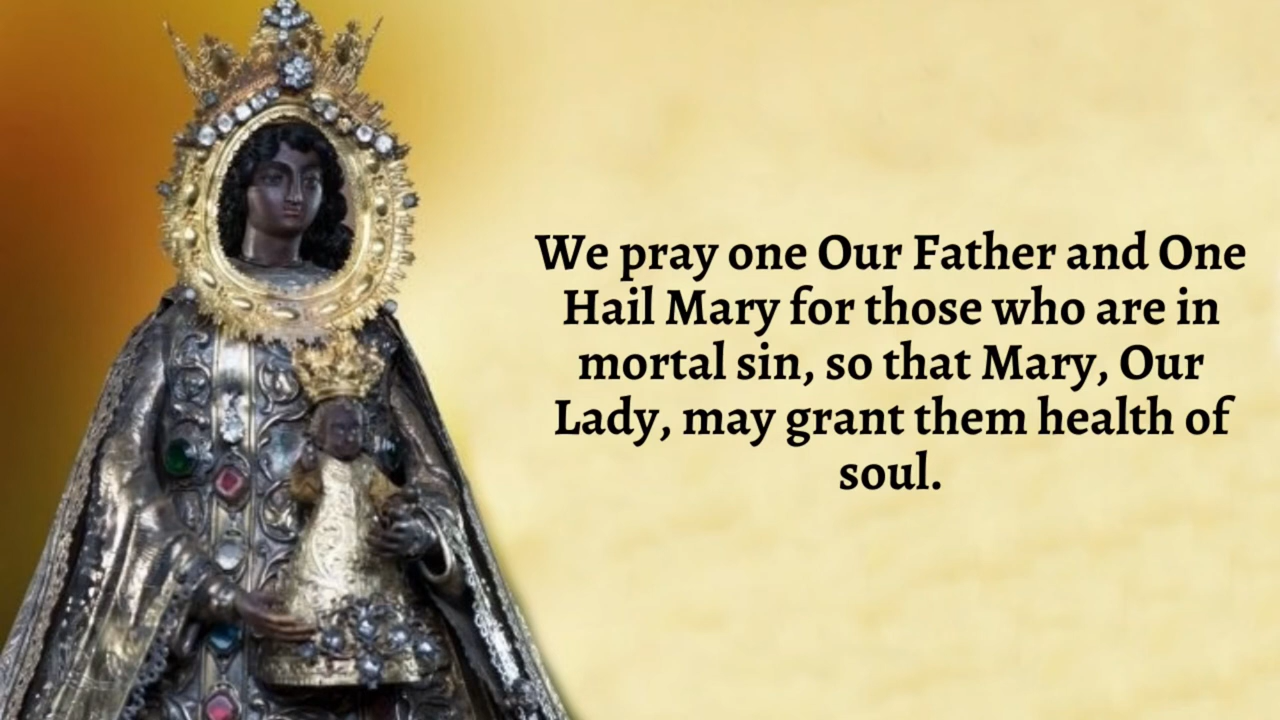 We pray one Our Father and One
Hail Mary for those who are in
mortal sin, so that Mary, Our
Lady, may grant them health of
soul.